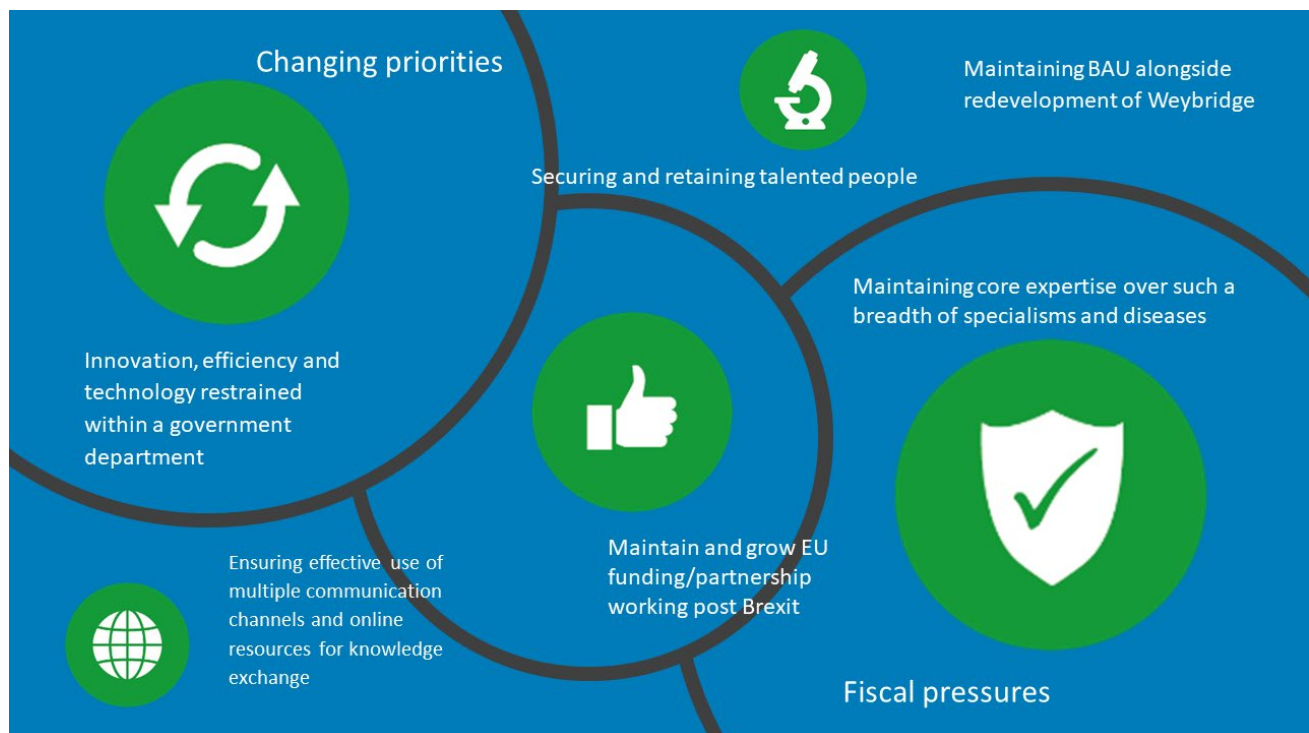 Changing priorities
Maintaining BAU alongside
redevelopment of Weybridge
Securing and retaining talented people
Maintaining core expertise over such a
breadth of specialisms and diseases
Innovation, efficiency and
technology restrained
within a government
department
Maintain and grow EU
funding/partnership
working post Brexit
Ensuring effective use of
multiple communication
channels and online
resources for knowledge
exchange
Fiscal pressures